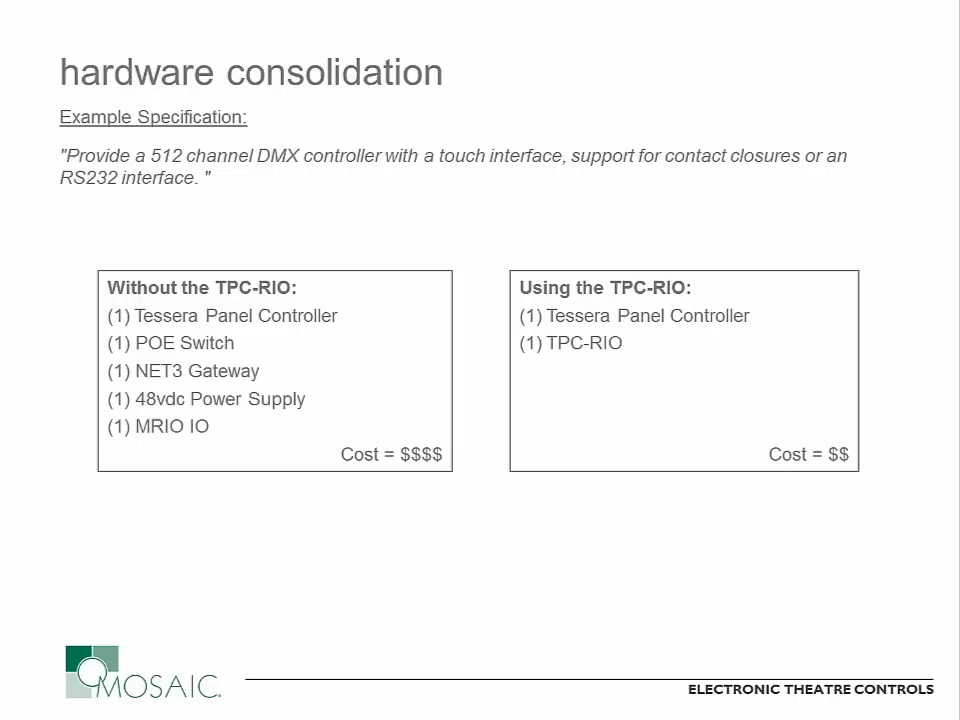 hardware consolidation
Example Specification:
"Provide a 512 channel DMX controller with a touch interface, support for contact closures or an
RS232 interface. "
Without the TPC-RIO:
(1) Tessera Panel Controller
(1) POE Switch
(1) NET3 Gateway
(1) 48vdc Power Supply
(1) MRIO IO
Cost = $$$$
Using the TPC-RIO:
(1) Tessera Panel Controller
(1) TPC-RIO
Cost = $$
MOSAIC
ELECTRONIC THEATRE CONTROLS